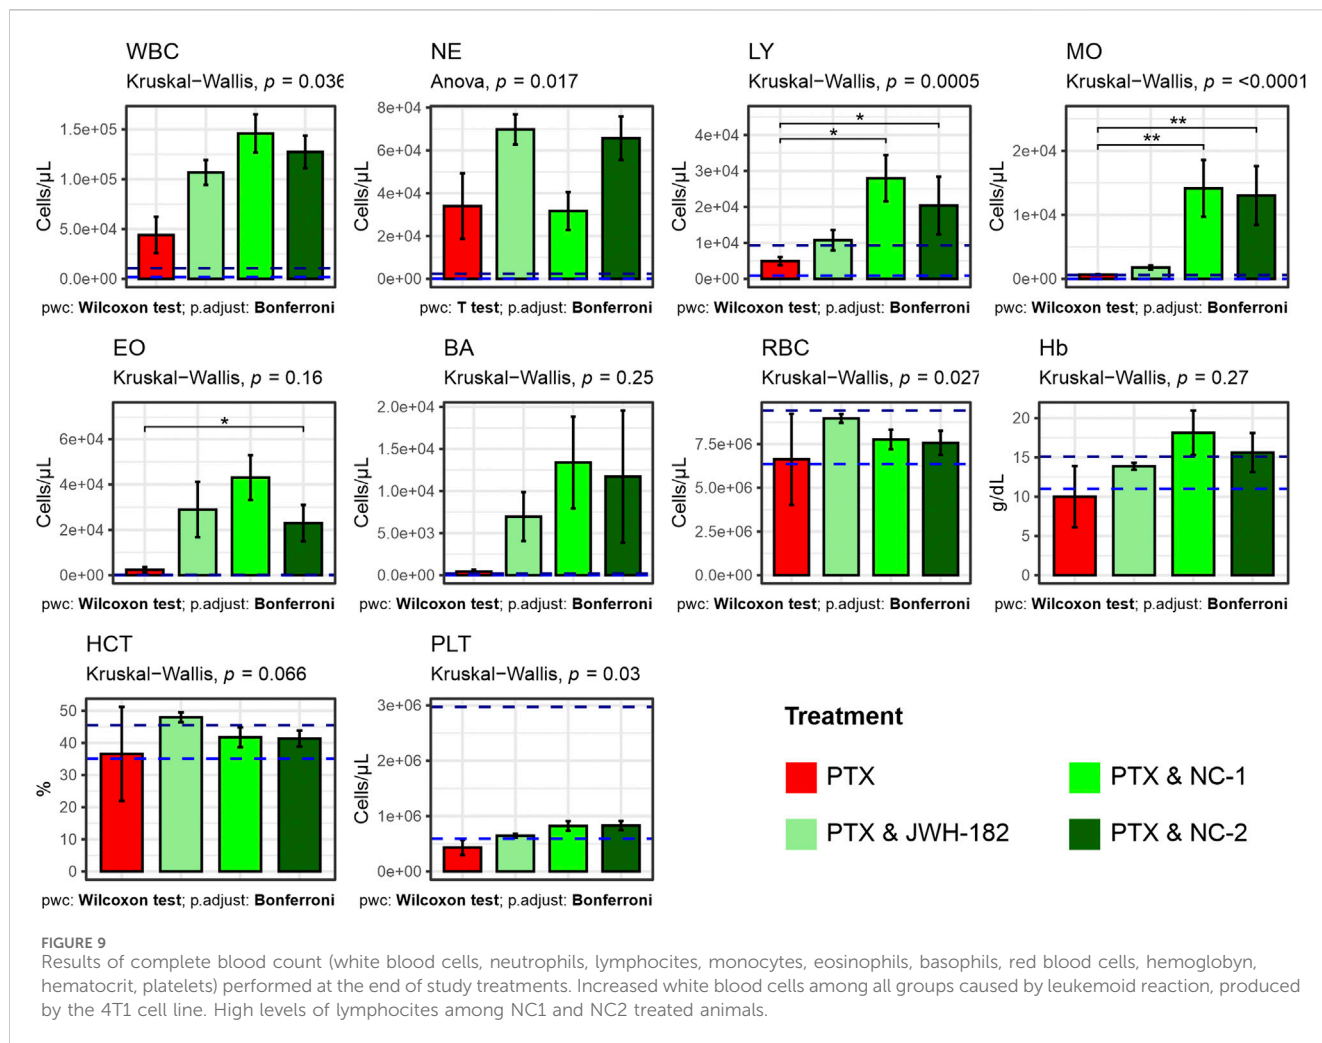 WBC
Kruskal−Wallis, p = 0.036
Cells/µL
1.5e+05
1.0e+05
5.0e+04
0.0e+00
pwc: Wilcoxon test; p.adjust: Bonferroni
NE
Anova, p = 0.017
Cells/µL
8e+04
6e+04
4e+04
2e+04
0e+00
pwc: T test; p.adjust: Bonferroni
LY
Kruskal−Wallis, p = 0.0005
Cells/µL
4e+04
3e+04
2e+04
1e+04
0e+00
*
*
pwc: Wilcoxon test; p.adjust: Bonferroni
MO
Kruskal−Wallis, p = <0.0001
Cells/µL
2e+04
1e+04
0e+00
**
**
pwc: Wilcoxon test; p.adjust: Bonferroni
EO
Kruskal−Wallis, p = 0.16
Cells/µL
6e+04
4e+04
2e+04
0e+00
*
pwc: Wilcoxon test; p.adjust: Bonferroni
BA
Kruskal−Wallis, p = 0.25
Cells/µL
2.0e+04
1.5e+04
1.0e+04
5.0e+03
0.0e+00
pwc: Wilcoxon test; p.adjust: Bonferroni
RBC
Kruskal−Wallis, p = 0.027
Cells/µL
7.5e+06
5.0e+06
2.5e+06
0.0e+00
pwc: Wilcoxon test; p.adjust: Bonferroni
Hb
Kruskal−Wallis, p = 0.27
g/dL
20
15
10
5
0
pwc: Wilcoxon test; p.adjust: Bonferroni
HCT
Kruskal−Wallis, p = 0.066
%
50
40
30
20
10
0
pwc: Wilcoxon test; p.adjust: Bonferroni
PLT
Kruskal−Wallis, p = 0.03
Cells/µL
3e+06
2e+06
1e+06
0e+00
pwc: Wilcoxon test; p.adjust: Bonferroni
Treatment
PTX
PTX & JWH-182
PTX & NC-1
PTX & NC-2
FIGURE 9
Results of complete blood count (white blood cells, neutrophils, lymphocites, monocytes, eosinophils, basophils, red blood cells, hemoglobyn,
hematocrit, platelets) performed at the end of study treatments. Increased white blood cells among all groups caused by leukemoid reaction, produced
by the 4T1 cell line. High levels of lymphocites among NC1 and NC2 treated animals.